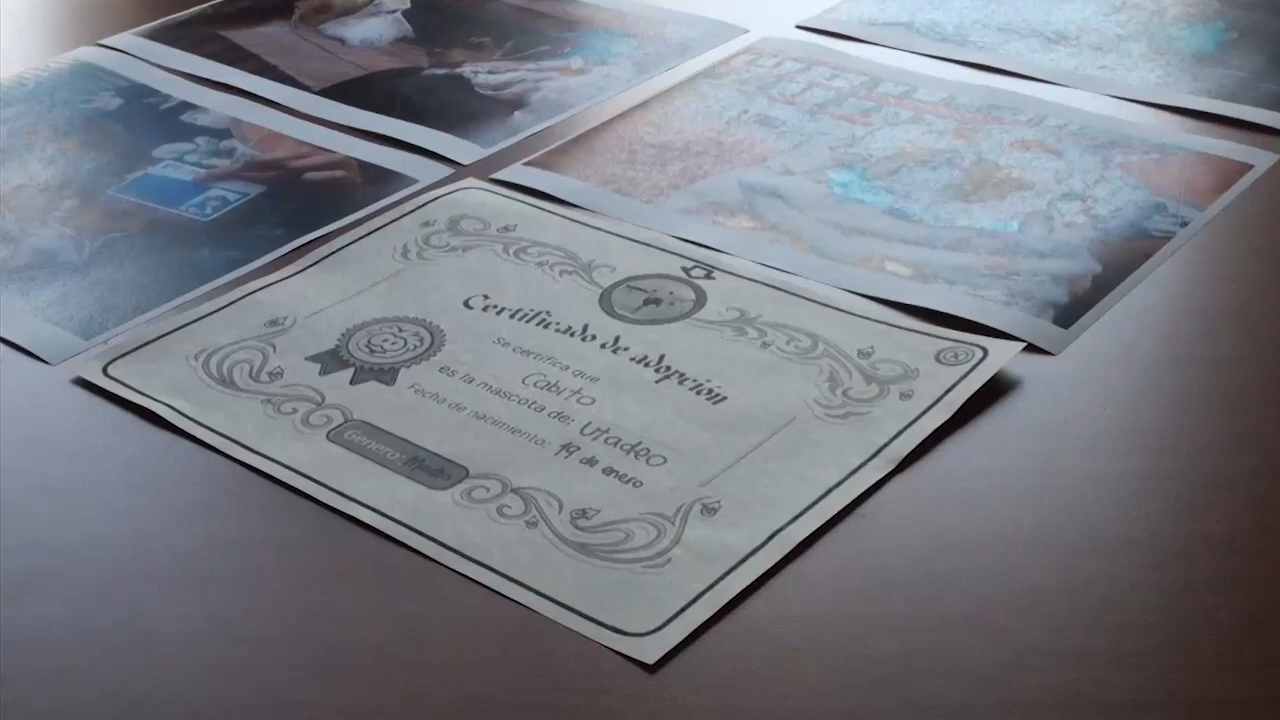 Certificado de adopción
Se certifica que
Cabito
es la mascota de: Utadeo
Fecha de nacimiento: 19 de enero
Genero: